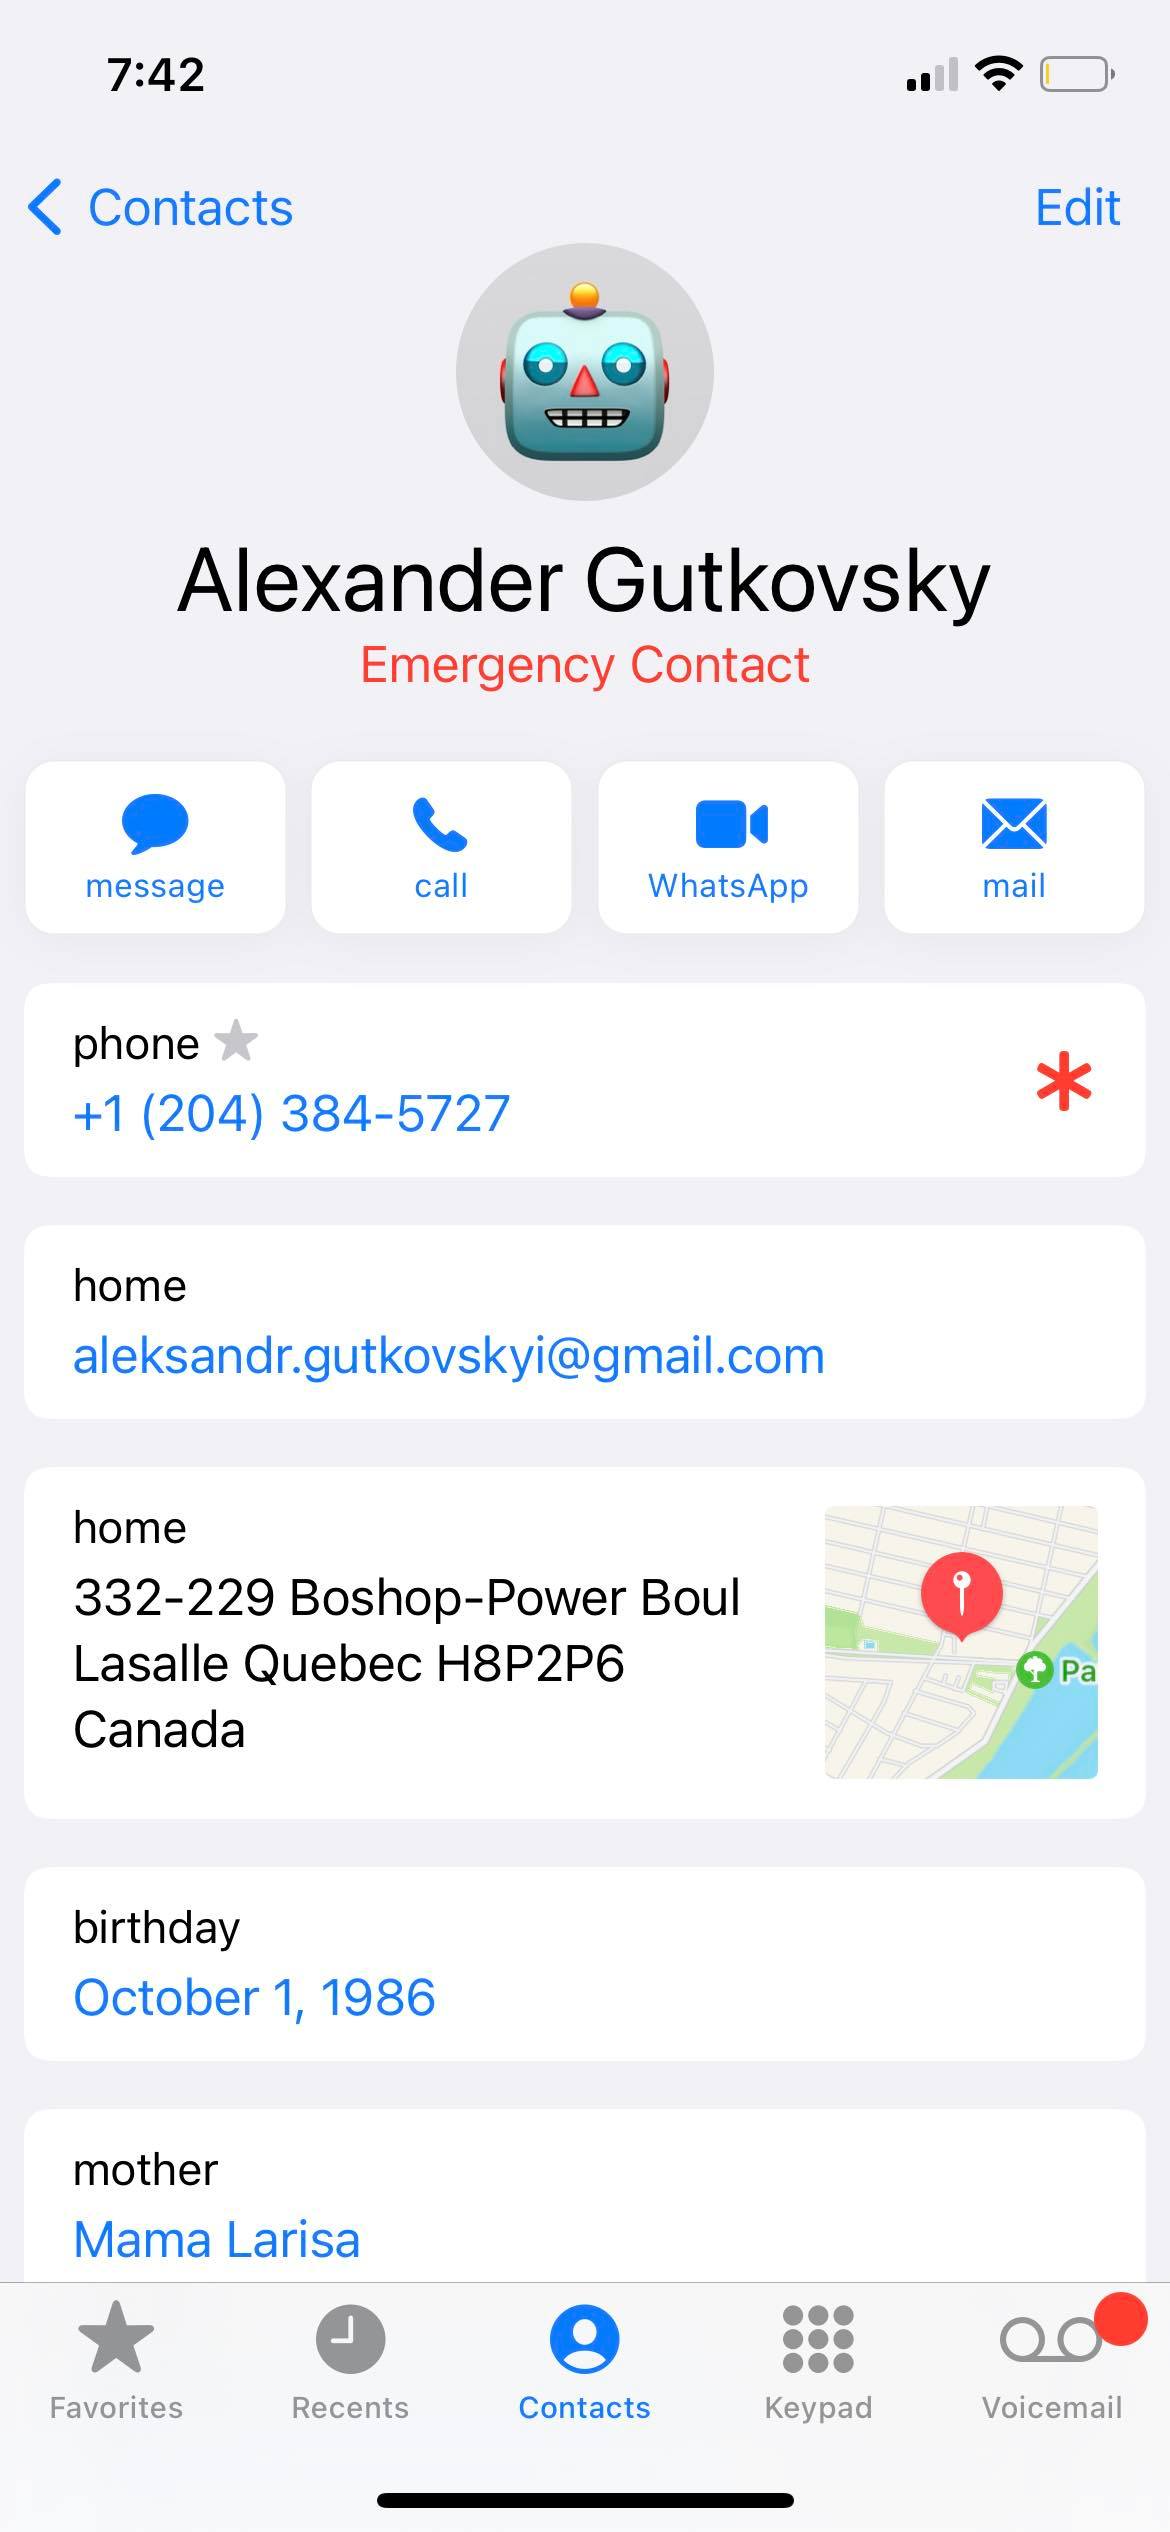 7:42
Contacts
Edit
Alexander Gutkovsky
Emergency Contact
message
call
WhatsApp
mail
phone
+1 (204) 384-5727
home
aleksandr.gutkovskyi@gmail.com
home
332-229 Boshop-Power Boul
Lasalle Quebec H8P2P6
Canada
Pa
birthday
October 1, 1986
mother
Mama Larisa
Favorites
Recents
Contacts
Keypad
Voicemail